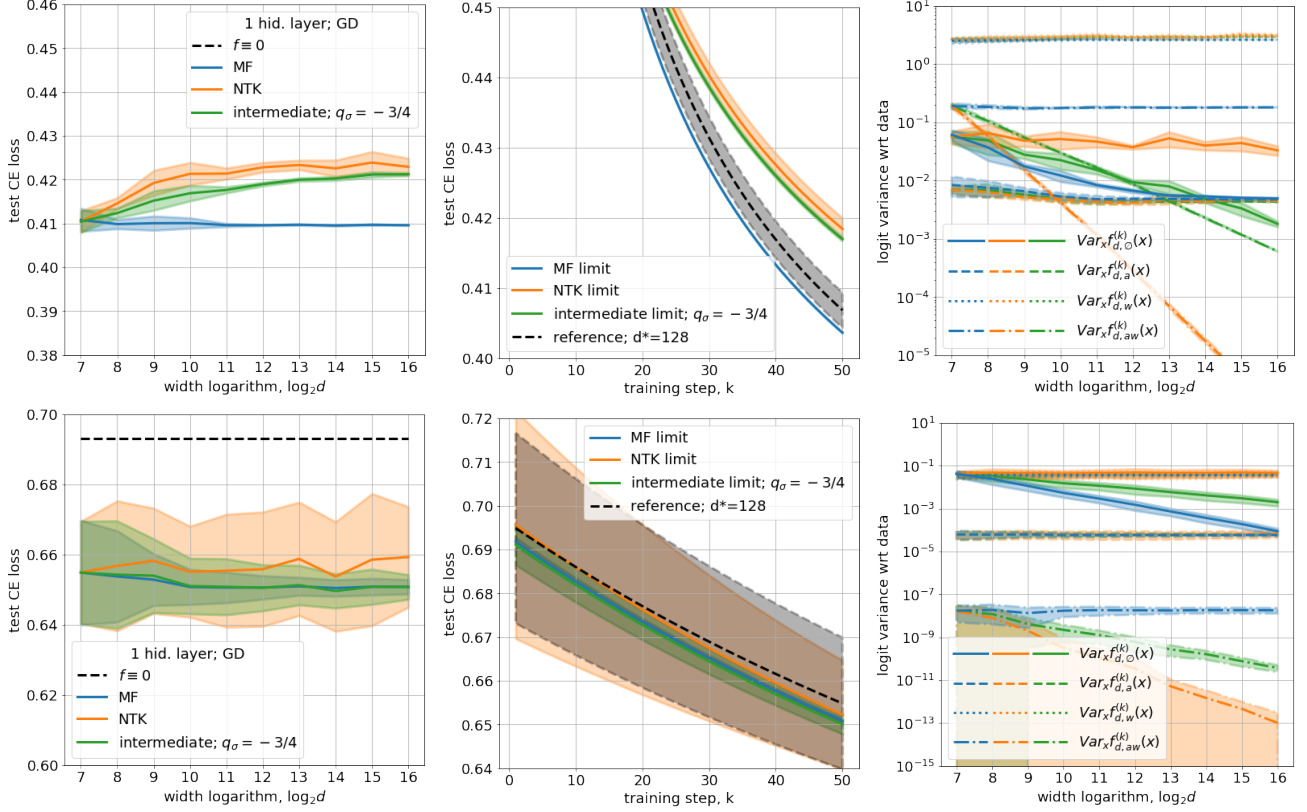 0.46
0.45
0.44
0.43
0.42
0.41
0.40
0.39
0.38
test CE loss
1 hid. layer; GD
f ≡ 0
MF
NTK
intermediate; q_σ = −3/4
7 8 9 10 11 12 13 14 15 16
width logarithm, log₂d
0.45
0.44
0.43
0.42
0.41
0.40
test CE loss
MF limit
NTK limit
intermediate limit; q_σ = −3/4
reference; d*=128
0 10 20 30 40 50
training step, k
10¹
10⁰
10⁻¹
10⁻²
10⁻³
10⁻⁴
10⁻⁵
logit variance wrt data
Var_x f_{d,∅}^{(k)}(x)
Var_x f_{d,a}^{(k)}(x)
Var_x f_{d,w}^{(k)}(x)
Var_x f_{d,aw}^{(k)}(x)
7 8 9 10 11 12 13 14 15 16
width logarithm, log₂d
0.70
0.68
0.66
0.64
0.62
0.60
test CE loss
1 hid. layer; GD
f ≡ 0
MF
NTK
intermediate; q_σ = −3/4
7 8 9 10 11 12 13 14 15 16
width logarithm, log₂d
0.72
0.71
0.70
0.69
0.68
0.67
0.66
0.65
0.64
test CE loss
MF limit
NTK limit
intermediate limit; q_σ = −3/4
reference; d*=128
0 10 20 30 40 50
training step, k
10¹
10⁻¹
10⁻³
10⁻⁵
10⁻⁷
10⁻⁹
10⁻¹¹
10⁻¹³
10⁻¹⁵
logit variance wrt data
Var_x f_{d,∅}^{(k)}(x)
Var_x f_{d,a}^{(k)}(x)
Var_x f_{d,w}^{(k)}(x)
Var_x f_{d,aw}^{(k)}(x)
7 8 9 10 11 12 13 14 15 16
width logarithm, log₂d